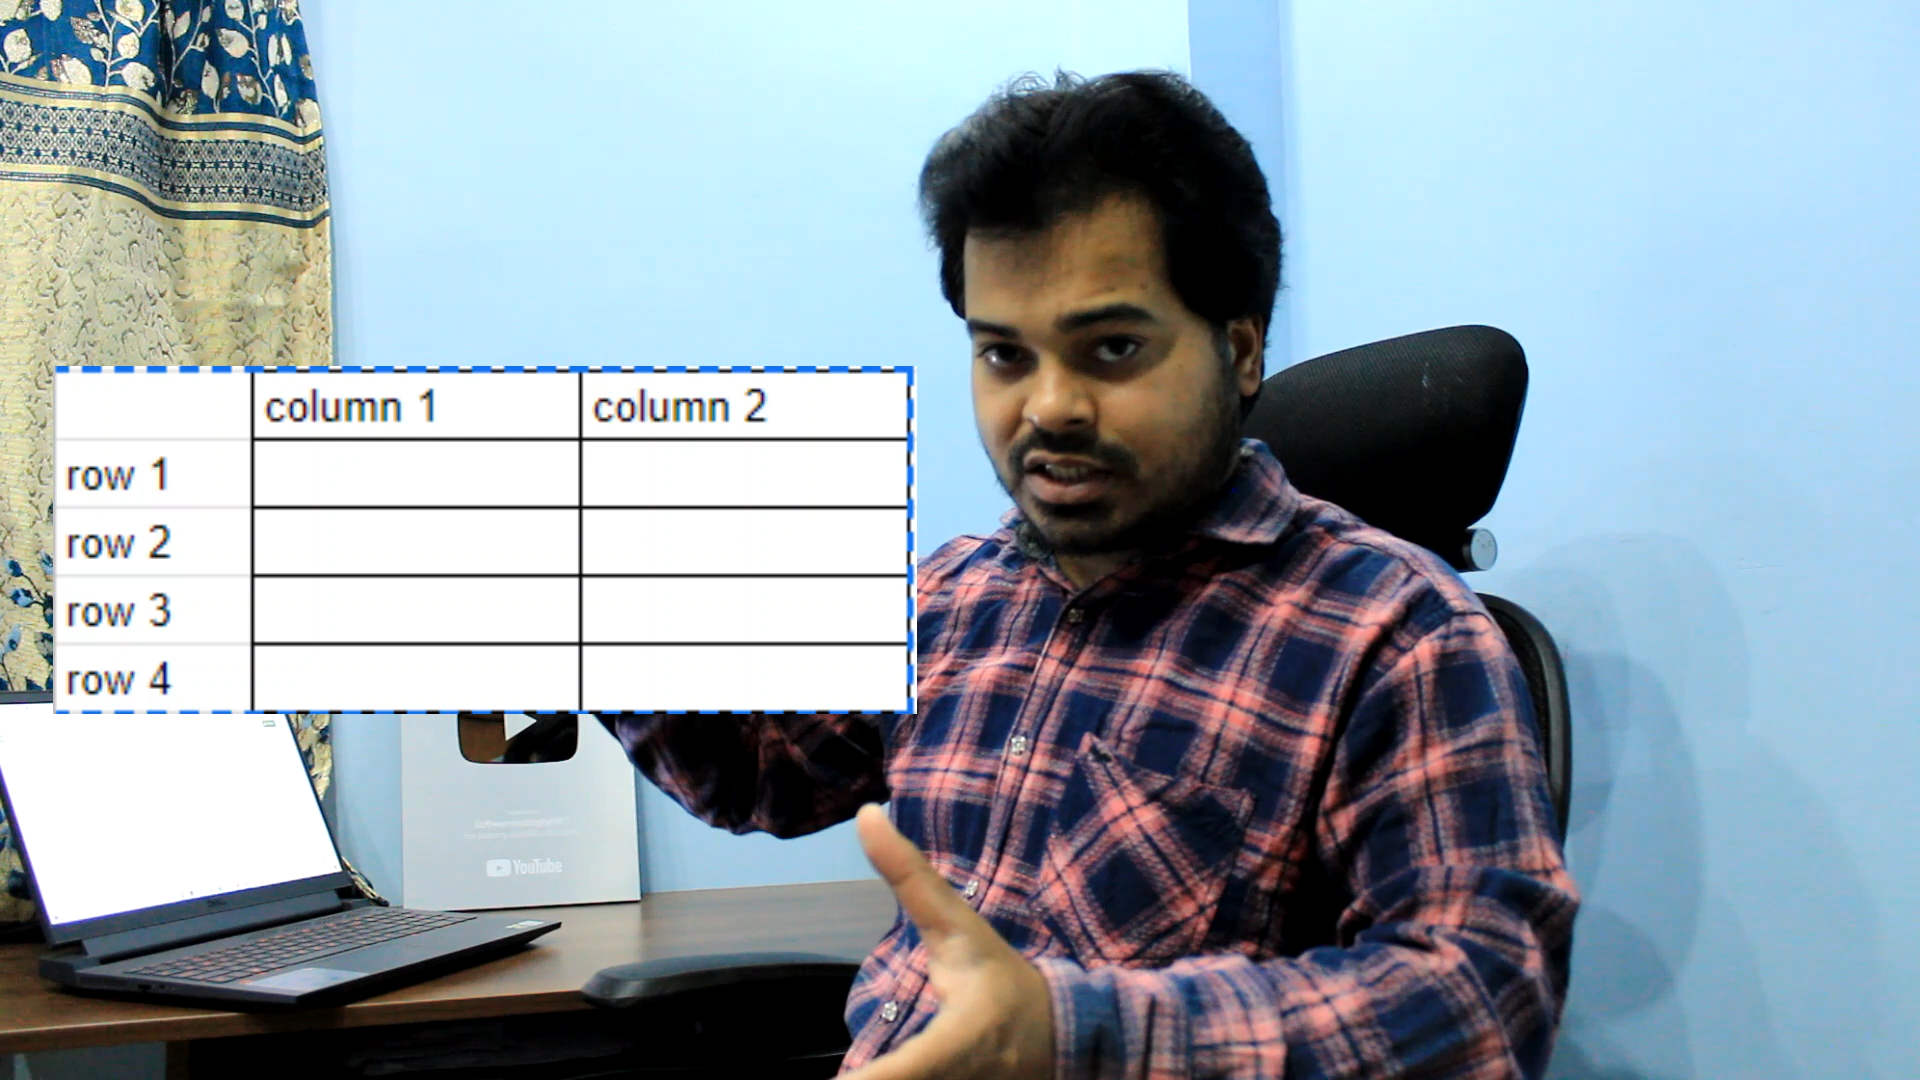 column 1 column 2
row 1
row 2
row 3
row 4
YouTube